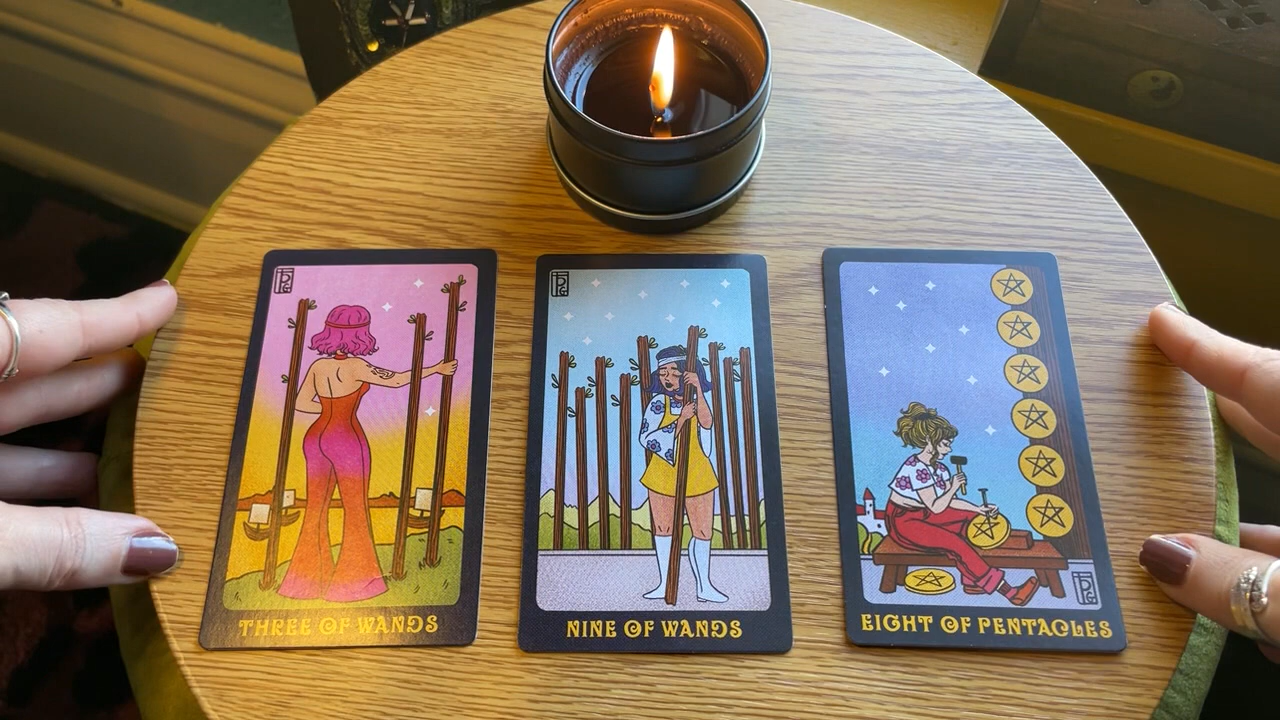 THREE OF WANDS
NINE OF WANDS
EIGHT OF PENTACLES